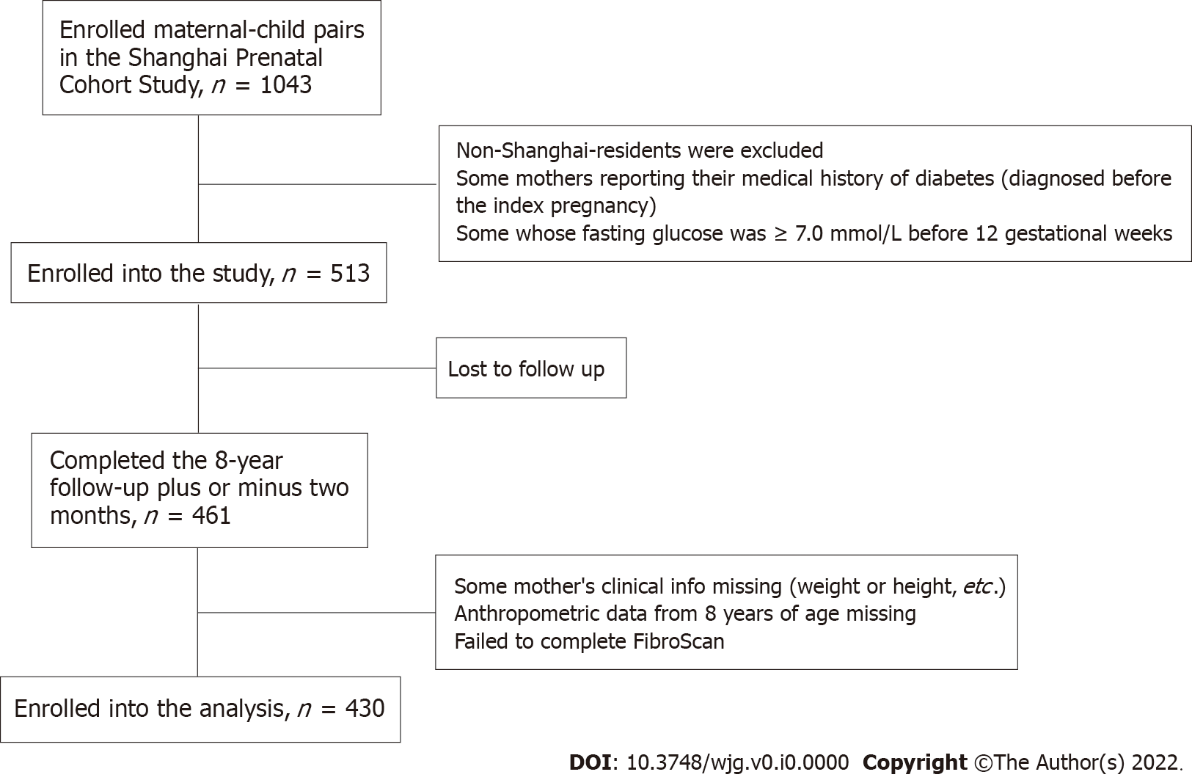 Enrolled maternal-child pairs
in the Shanghai Prenatal
Cohort Study, n = 1043
Non-Shanghai-residents were excluded
Some mothers reporting their medical history of diabetes (diagnosed before
the index pregnancy)
Some whose fasting glucose was ≥ 7.0 mmol/L before 12 gestational weeks
Enrolled into the study, n = 513
Lost to follow up
Completed the 8-year
follow-up plus or minus two
months, n = 461
Some mother's clinical info missing (weight or height, etc.)
Anthropometric data from 8 years of age missing
Failed to complete FibroScan
Enrolled into the analysis, n = 430
DOI: 10.3748/wjg.v0.i0.0000 Copyright ©The Author(s) 2022.